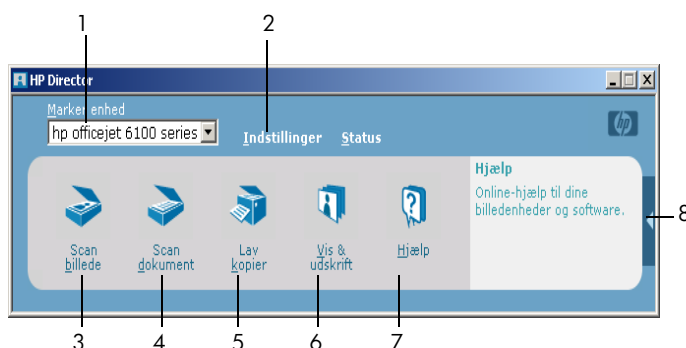 1 2
HP Director
Marker enhed
hp officejet 6100 series
Indstillinger Status
hp
Hjælp
Online-hjælp til dine
billedenheder og software.
8
Scan
billede
Scan
dokument
Lav
kopier
Vis &
udskrift
Hjælp
3 4 5 6 7